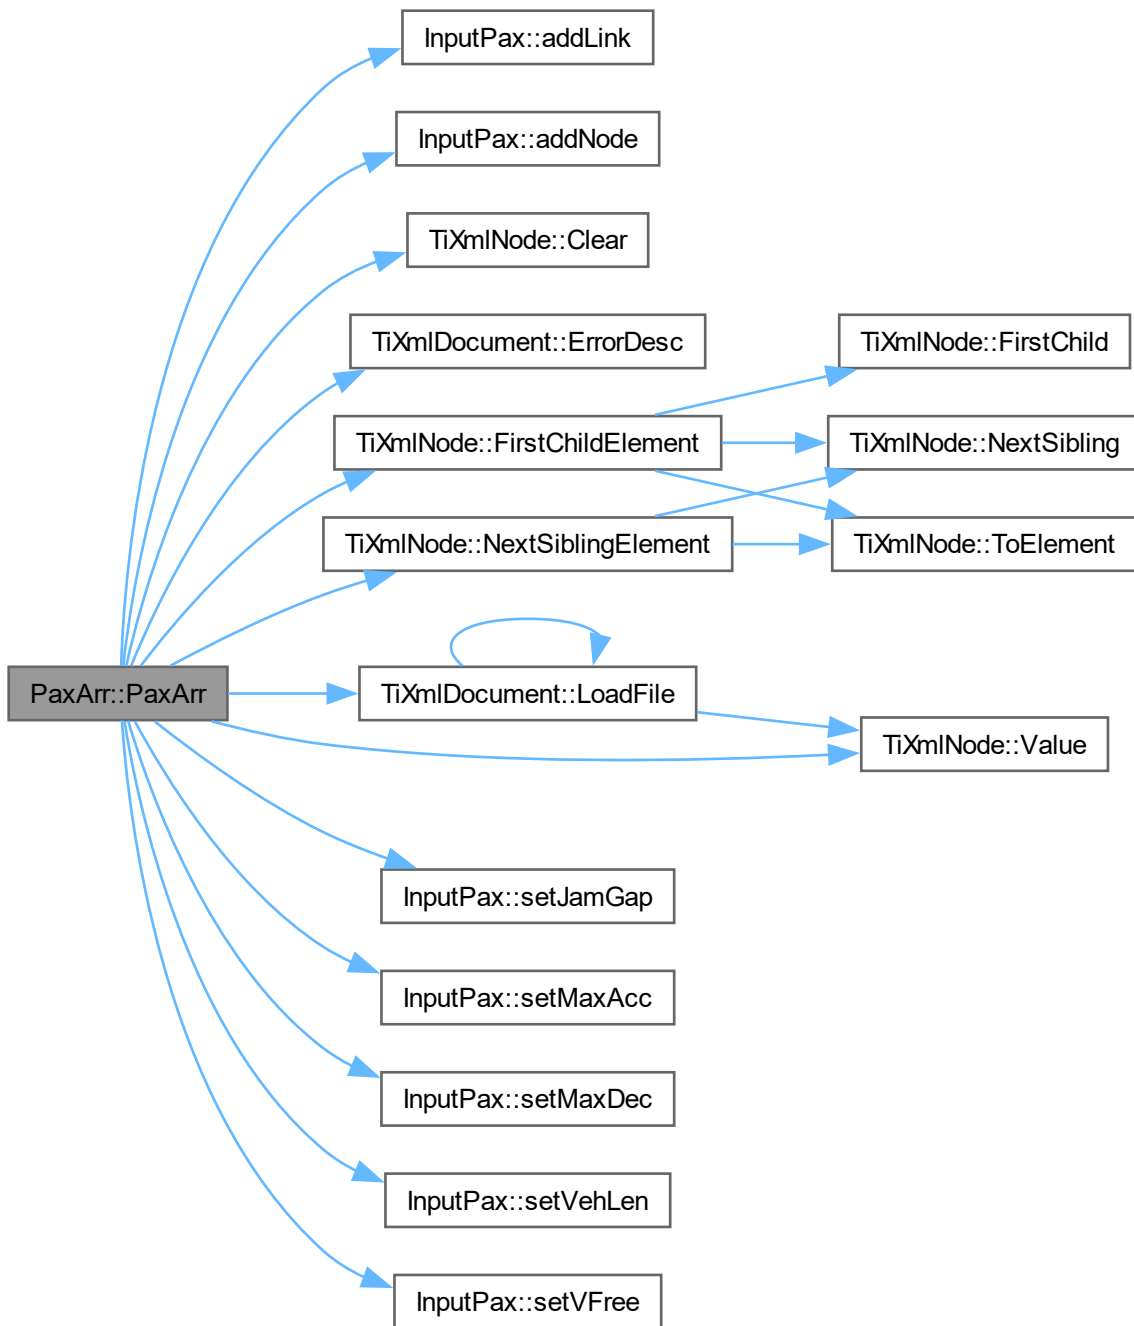 InputPax::addLink
InputPax::addNode
TiXmlNode::Clear
TiXmlDocument::ErrorDesc
TiXmlNode::FirstChild
TiXmlNode::FirstChildElement
TiXmlNode::NextSibling
TiXmlNode::NextSiblingElement
TiXmlNode::ToElement
PaxArr::PaxArr
TiXmlDocument::LoadFile
TiXmlNode::Value
InputPax::setJamGap
InputPax::setMaxAcc
InputPax::setMaxDec
InputPax::setVehLen
InputPax::setVFree